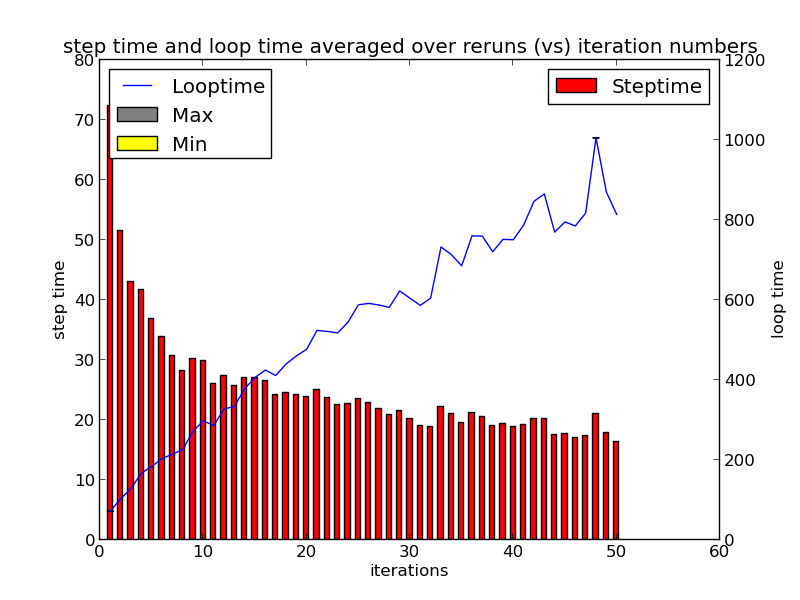 step time and loop time averaged over reruns (vs) iteration numbers
80
70
60
50
40
30
20
10
0
step time
Looptime
Max
Min
Steptime
1200
1000
800
600
400
200
0
loop time
0 10 20 30 40 50 60
iterations